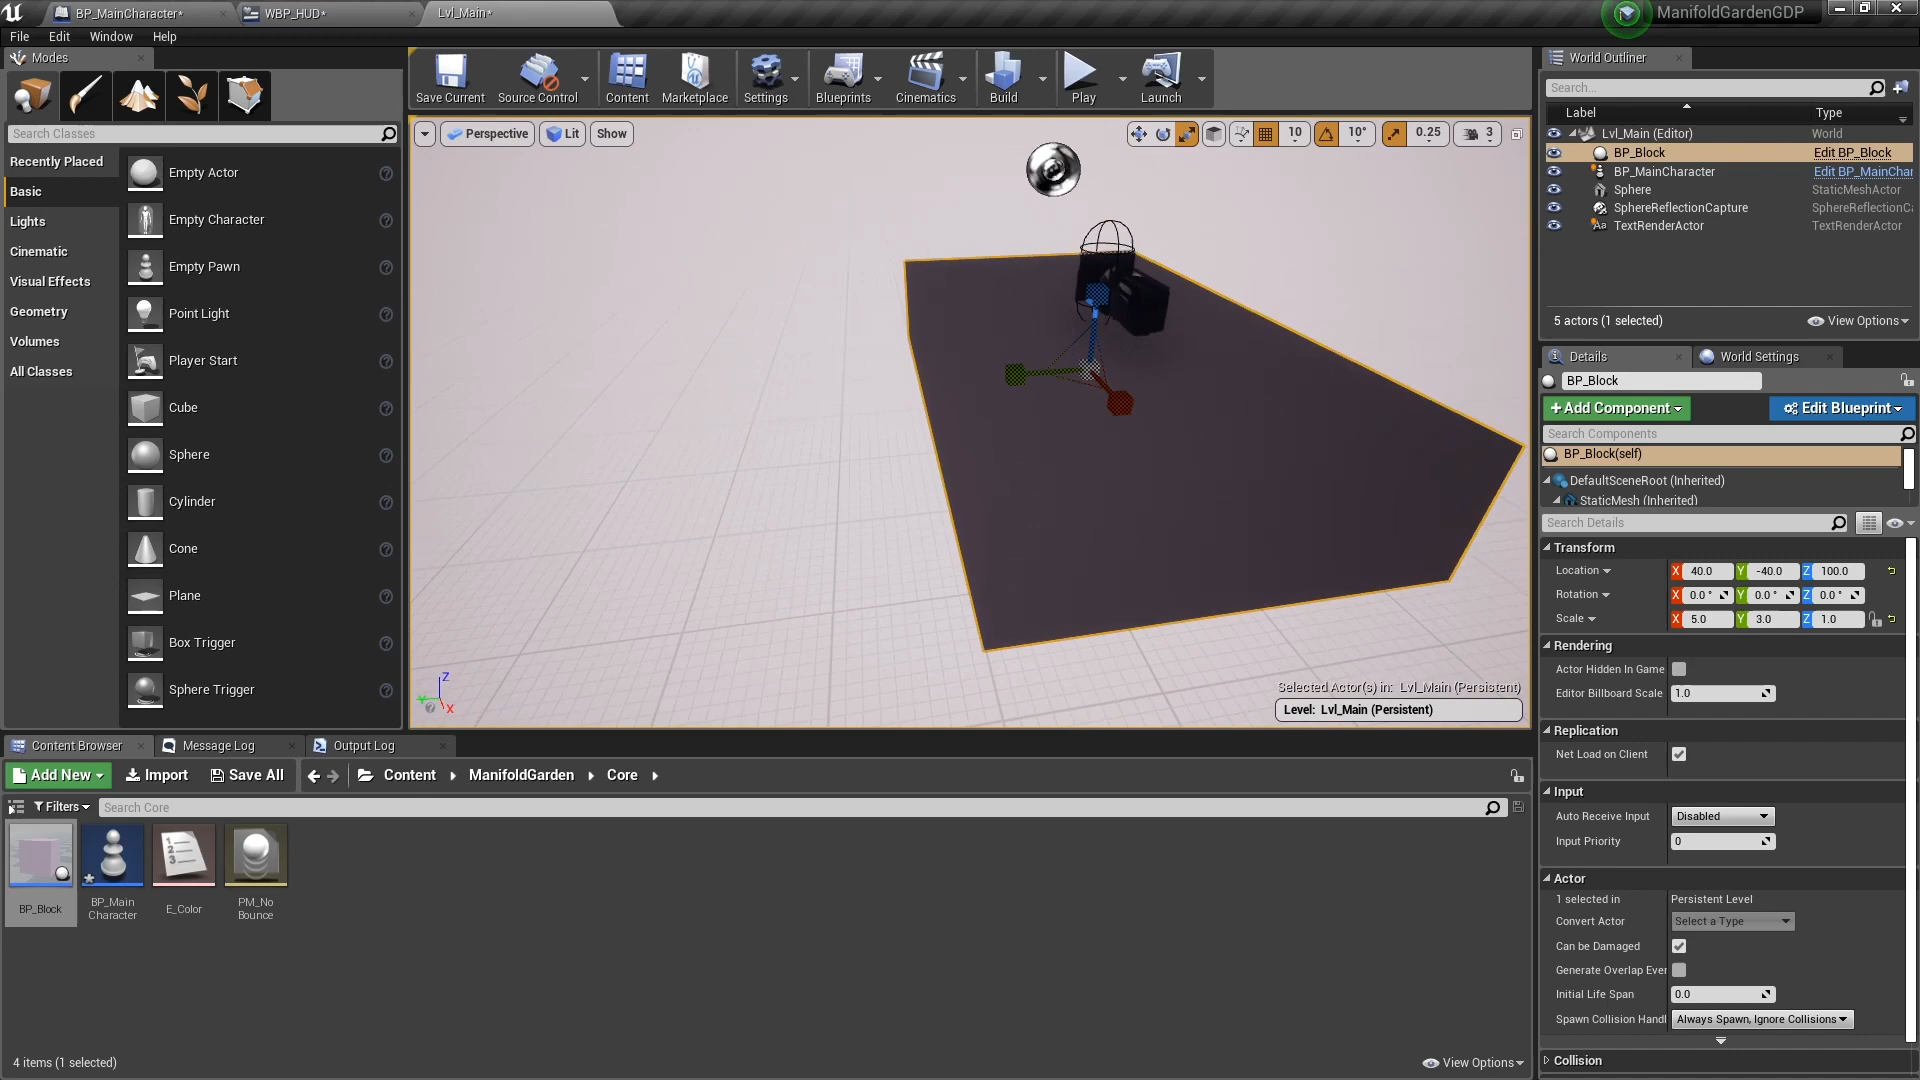 BP_MainCharacter*
WBP_HUD*
Lvl_Main*
ManifoldGardenGDP
File
Edit
Window
Help
Modes
Search Classes
Recently Placed
Basic
Lights
Cinematic
Visual Effects
Geometry
Volumes
All Classes
Empty Actor
Empty Character
Empty Pawn
Point Light
Player Start
Cube
Sphere
Cylinder
Cone
Plane
Box Trigger
Sphere Trigger
Save Current
Source Control
Content
Marketplace
Settings
Blueprints
Cinematics
Build
Play
Launch
Perspective
Lit
Show
10
10°
0.25
3
Z
Y
X
Selected Actor(s) in: Lvl_Main (Persistent)
Level: Lvl_Main (Persistent)
World Outliner
Search...
Label
Type
Lvl_Main (Editor)
World
BP_Block
Edit BP_Block
BP_MainCharacter
Edit BP_MainChar
Sphere
StaticMeshActor
SphereReflectionCapture
SphereReflectionCa
TextRenderActor
TextRenderActor
5 actors (1 selected)
View Options
Details
World Settings
BP_Block
+Add Component
Edit Blueprint
Search Components
BP_Block(self)
DefaultSceneRoot (Inherited)
StaticMesh (Inherited)
Search Details
Transform
Location
X 40.0 Y -40.0 Z 100.0
Rotation
X 0.0 ° Y 0.0 ° Z 0.0 °
Scale
X 5.0 Y 3.0 Z 1.0
Rendering
Actor Hidden In Game
Editor Billboard Scale
1.0
Replication
Net Load on Client
Input
Auto Receive Input
Disabled
Input Priority
0
Actor
1 selected in
Persistent Level
Convert Actor
Select a Type
Can be Damaged
Generate Overlap Ever
Initial Life Span
0.0
Spawn Collision Handl
Always Spawn, Ignore Collisions
Collision
Content Browser
Message Log
Output Log
Add New
Import
Save All
Content
ManifoldGarden
Core
Filters
Search Core
BP_Block
BP_Main
Character
E_Color
PM_No
Bounce
4 items (1 selected)
View Options